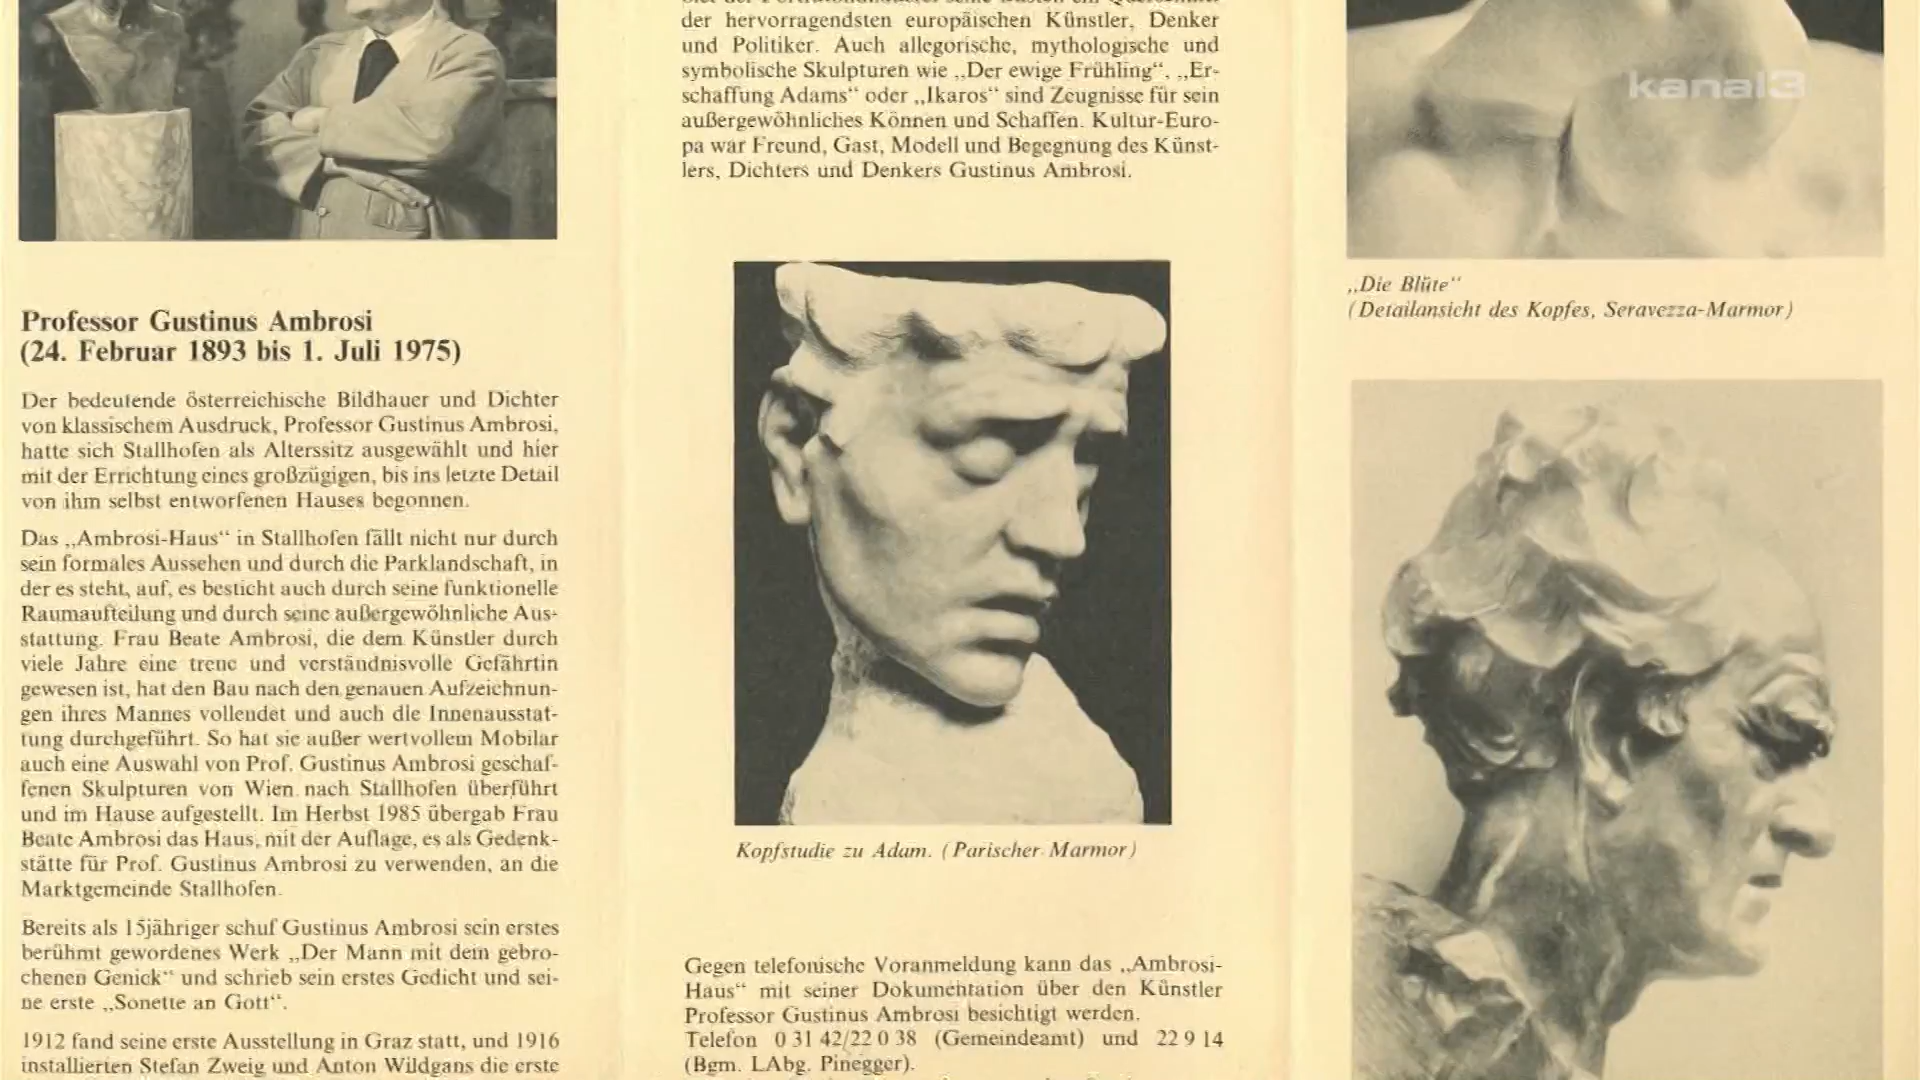 Professor Gustinus Ambrosi
(24. Februar 1893 bis 1. Juli 1975)
Der bedeutende österreichische Bildhauer und Dichter
von klassischem Ausdruck, Professor Gustinus Ambrosi,
hatte sich Stallhofen als Alterssitz ausgewählt und hier
mit der Errichtung eines großzügigen, bis ins letzte Detail
von ihm selbst entworfenen Hauses begonnen.
Das „Ambrosi-Haus“ in Stallhofen fällt nicht nur durch
sein formales Aussehen und durch die Parklandschaft, in
der es steht, auf, es besticht auch durch seine funktionelle
Raumaufteilung und durch seine außergewöhnliche Aus-
stattung. Frau Beate Ambrosi, die dem Künstler durch
viele Jahre eine treue und verständnisvolle Gefährtin
gewesen ist, hat den Bau nach den genauen Aufzeichnun-
gen ihres Mannes vollendet und auch die Innenausstat-
tung durchgeführt. So hat sie außer wertvollem Mobilar
auch eine Auswahl von Prof. Gustinus Ambrosi geschaf-
fenen Skulpturen von Wien nach Stallhofen überführt
und im Hause aufgestellt. Im Herbst 1985 übergab Frau
Beate Ambrosi das Haus, mit der Auflage, es als Gedenk-
stätte für Prof. Gustinus Ambrosi zu verwenden, an die
Marktgemeinde Stallhofen.
Bereits als 15jähriger schuf Gustinus Ambrosi sein erstes
berühmt gewordenes Werk „Der Mann mit dem gebro-
chenen Genick“ und schrieb sein erstes Gedicht und sei-
ne erste „Sonette an Gott“.
1912 fand seine erste Ausstellung in Graz statt, und 1916
installierten Stefan Zweig und Anton Wildgans die erste
der hervorragendsten europäischen Künstler, Denker
und Politiker. Auch allegorische, mythologische und
symbolische Skulpturen wie „Der ewige Frühling“, „Er-
schaffung Adams“ oder „Ikaros“ sind Zeugnisse für sein
außergewöhnliches Können und Schaffen. Kultur-Euro-
pa war Freund, Gast, Modell und Begegnung des Künst-
lers, Dichters und Denkers Gustinus Ambrosi.
Kopfstudie zu Adam. (Parischer Marmor)
Gegen telefonische Voranmeldung kann das „Ambrosi-
Haus“ mit seiner Dokumentation über den Künstler
Professor Gustinus Ambrosi besichtigt werden.
Telefon 0 31 42/22 0 38 (Gemeindeamt) und 22 9 14
(Bgm. LAbg. Pinegger).
kanal3
„Die Blüte“
(Detailansicht des Kopfes, Seravezza-Marmor)